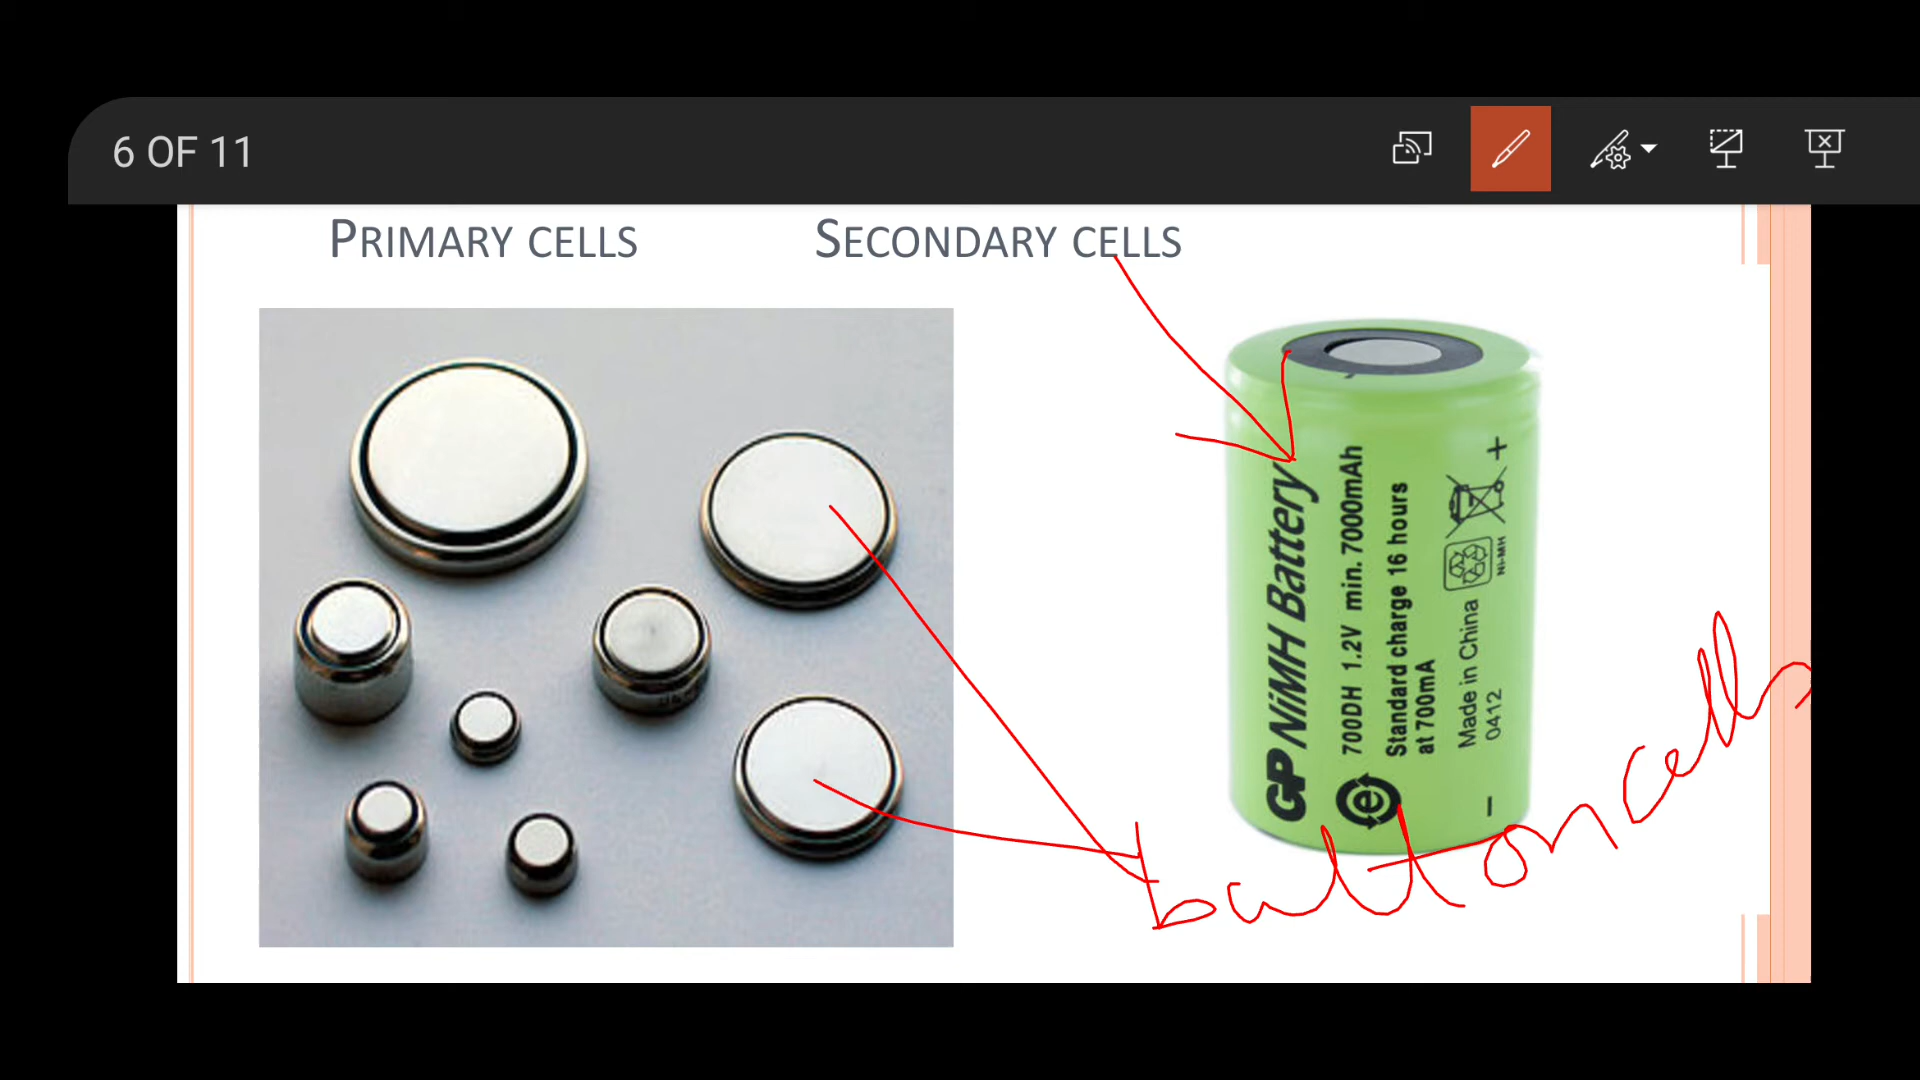 6 OF 11
PRIMARY CELLS
SECONDARY CELLS
GP NiMH Battery
700DH 1.2V min. 7000mAh
Standard charge 16 hours
at 700mA
Made in China
0412
Ni-MH
+
−
e
button cells